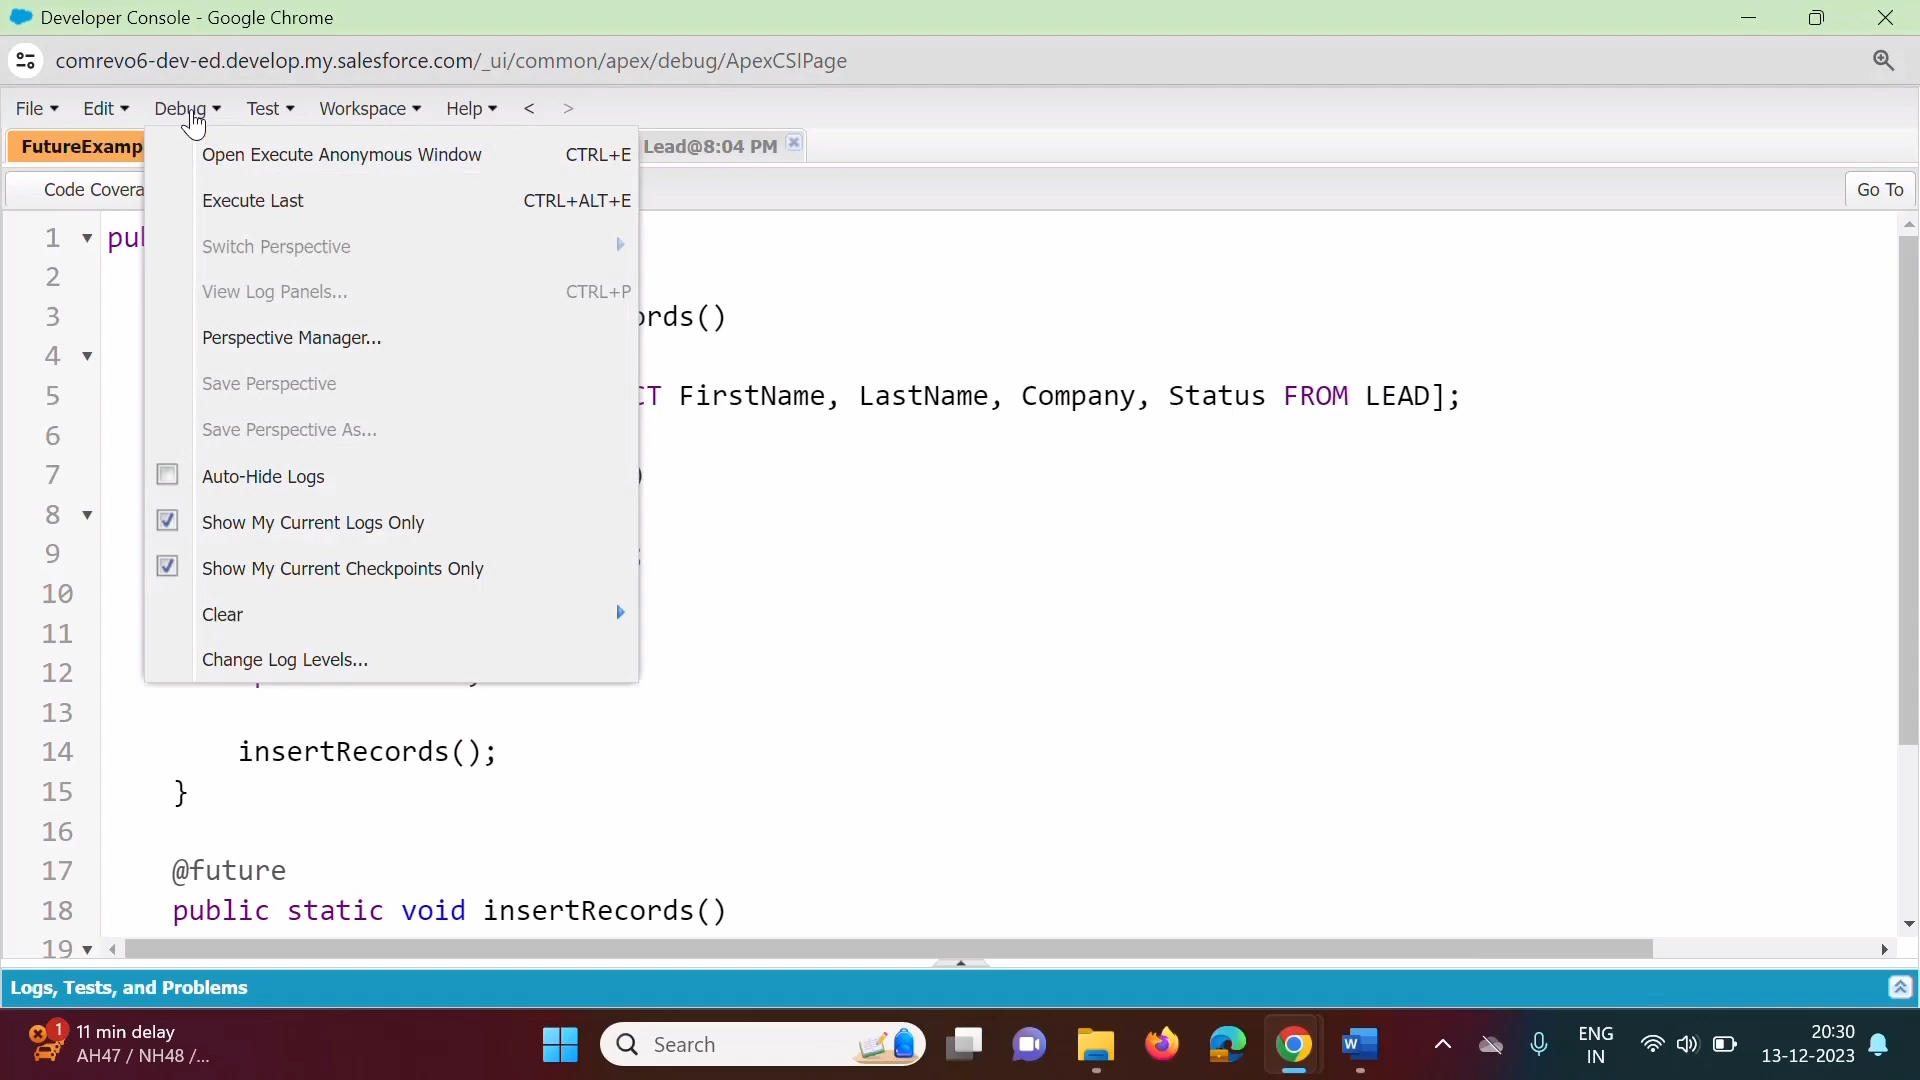 Developer Console - Google Chrome
comrevo6-dev-ed.develop.my.salesforce.com/_ui/common/apex/debug/ApexCSIPage
File Edit Debug Test Workspace Help < >
FutureExamp
Lead@8:04 PM
Open Execute Anonymous Window CTRL+E
Code Covera
Go To
Execute Last CTRL+ALT+E
1 pu
Switch Perspective
2
View Log Panels... CTRL+P
3 ords()
Perspective Manager...
4
Save Perspective
5 CT FirstName, LastName, Company, Status FROM LEAD];
Save Perspective As...
6
7 )
Auto-Hide Logs
8
Show My Current Logs Only
9 ;
Show My Current Checkpoints Only
10
Clear
11
Change Log Levels...
12
13
14 insertRecords();
15 }
16
17 @future
18 public static void insertRecords()
19
Logs, Tests, and Problems
1
11 min delay
AH47 / NH48 /...
Search
W
ENG
IN
20:30
13-12-2023